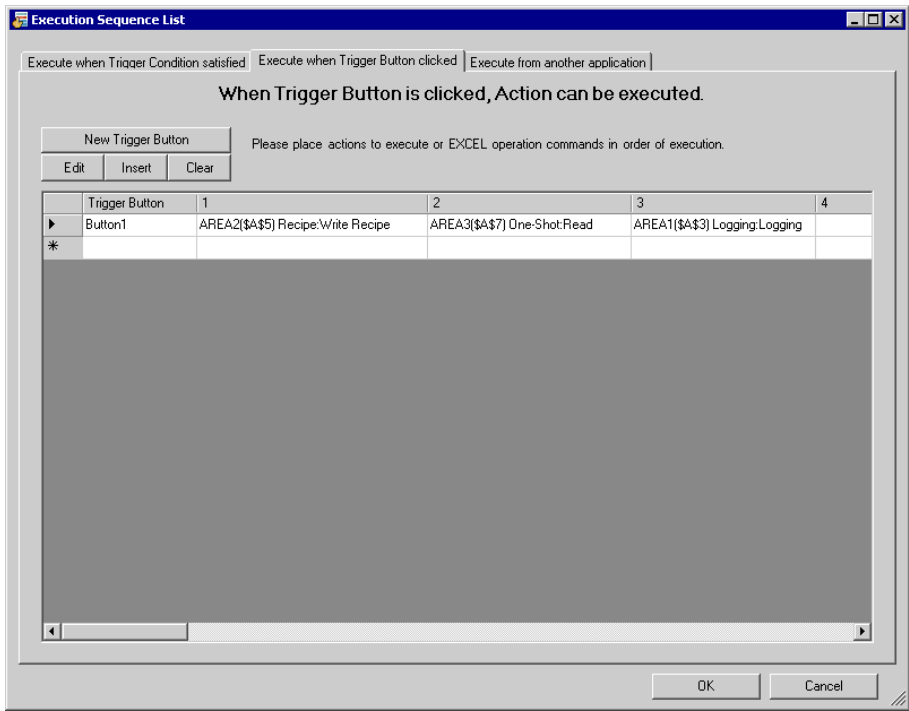 Execution Sequence List
Execute when Trigger Condition satisfied Execute when Trigger Button clicked Execute from another application
When Trigger Button is clicked, Action can be executed.
New Trigger Button
Please place actions to execute or EXCEL operation commands in order of execution.
Edit Insert Clear
Trigger Button 1 2 3 4
Button1 AREA2($A$5) Recipe:Write Recipe AREA3($A$7) One-Shot:Read AREA1($A$3) Logging:Logging
OK Cancel